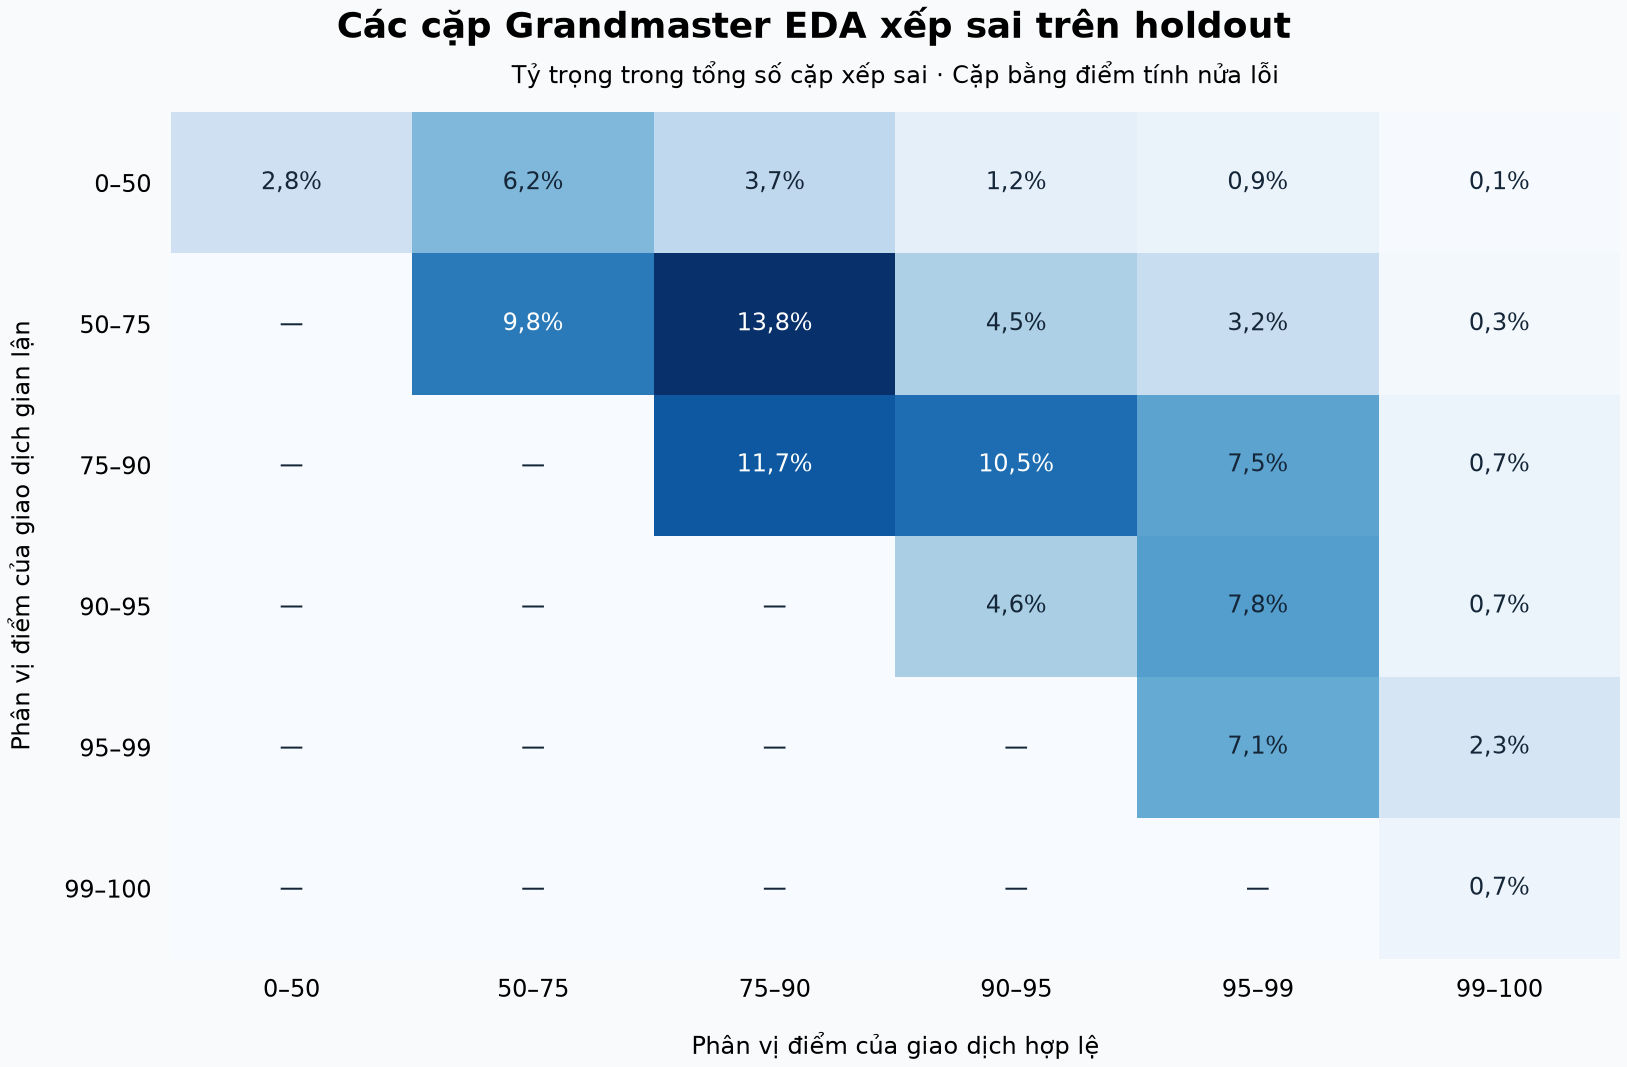 Các cặp Grandmaster EDA xếp sai trên holdout
Tỷ trọng trong tổng số cặp xếp sai · Cặp bằng điểm tính nửa lỗi
Phân vị điểm của giao dịch gian lận
0–50 2,8% 6,2% 3,7% 1,2% 0,9% 0,1%
50–75 — 9,8% 13,8% 4,5% 3,2% 0,3%
75–90 — — 11,7% 10,5% 7,5% 0,7%
90–95 — — — 4,6% 7,8% 0,7%
95–99 — — — — 7,1% 2,3%
99–100 — — — — — 0,7%
0–50 50–75 75–90 90–95 95–99 99–100
Phân vị điểm của giao dịch hợp lệ